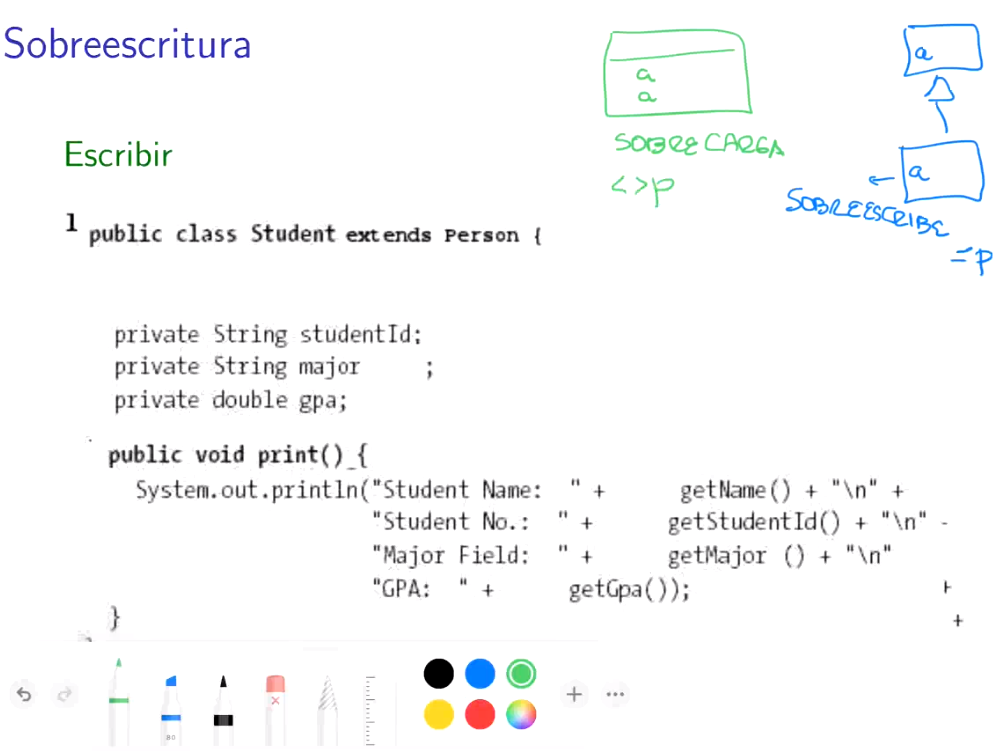 Sobreescritura
a
a
SOBRECARGA
<>p
a
a
SOBREESCRIBE
=p
Escribir
1 public class Student extends Person {
private String studentId;
private String major ;
private double gpa;
public void print() {
System.out.println("Student Name: " + getName() + "\n" +
"Student No.: " + getStudentId() + "\n" -
"Major Field: " + getMajor () + "\n"
"GPA: " + getGpa()); +
} +